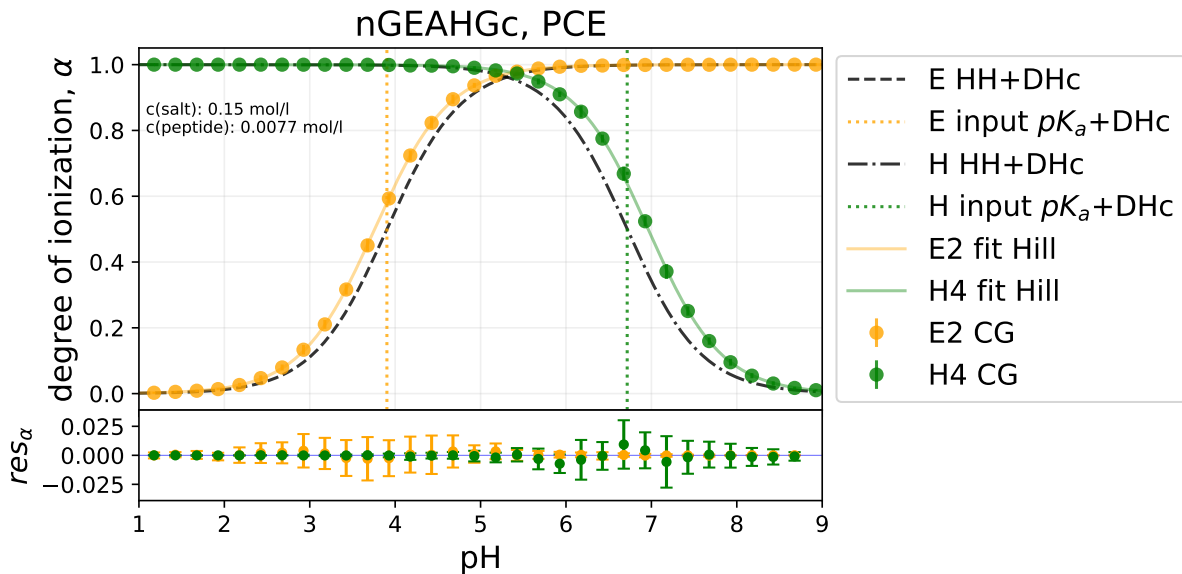 nGEAHGc, PCE
degree of ionization, α
1.0
0.8
0.6
0.4
0.2
0.0
c(salt): 0.15 mol/l
c(peptide): 0.0077 mol/l
E HH+DHc
E input pKₐ+DHc
H HH+DHc
H input pKₐ+DHc
E2 fit Hill
H4 fit Hill
E2 CG
H4 CG
res_α
0.025
0.000
−0.025
1 2 3 4 5 6 7 8 9
pH